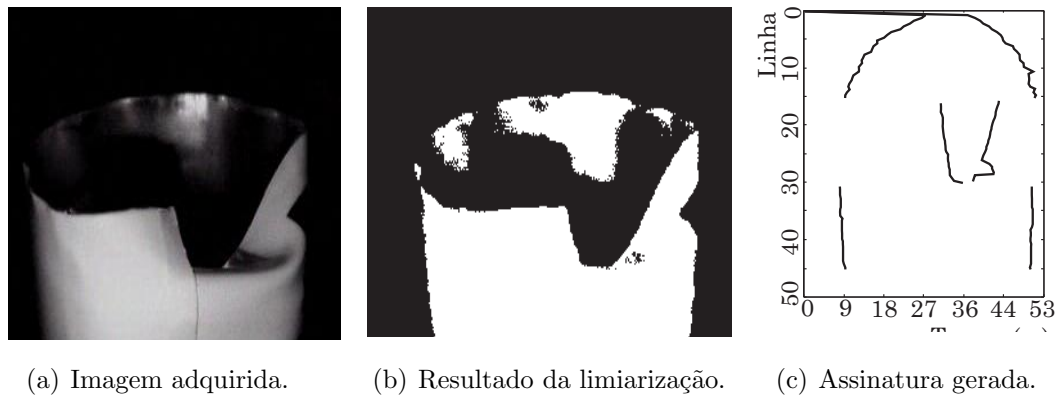 Linha
0
10
20
30
40
50
0 9 18 27 36 44 53
(a) Imagem adquirida.
(b) Resultado da limiarização.
(c) Assinatura gerada.